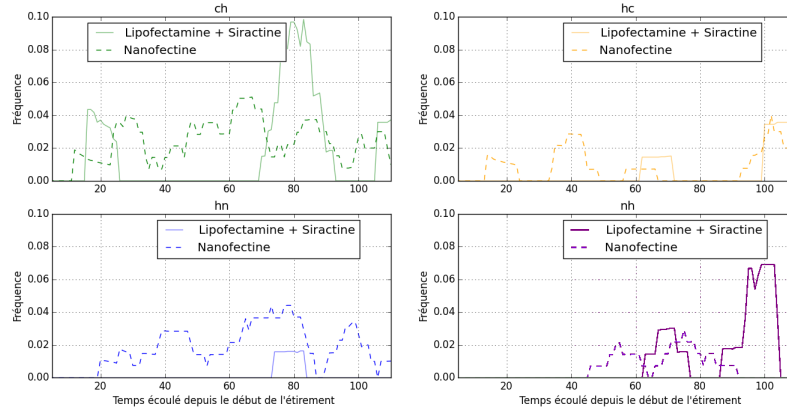 ch
0.10
0.08
0.06
0.04
0.02
0.00
Fréquence
Lipofectamine + Siractine
Nanofectine
20
40
60
80
100
hc
0.10
0.08
0.06
0.04
0.02
0.00
Fréquence
Lipofectamine + Siractine
Nanofectine
20
40
60
80
100
hn
0.10
0.08
0.06
0.04
0.02
0.00
Fréquence
Lipofectamine + Siractine
Nanofectine
20
40
60
80
100
Temps écoulé depuis le début de l'étirement
nh
0.10
0.08
0.06
0.04
0.02
0.00
Fréquence
Lipofectamine + Siractine
Nanofectine
20
40
60
80
100
Temps écoulé depuis le début de l'étirement